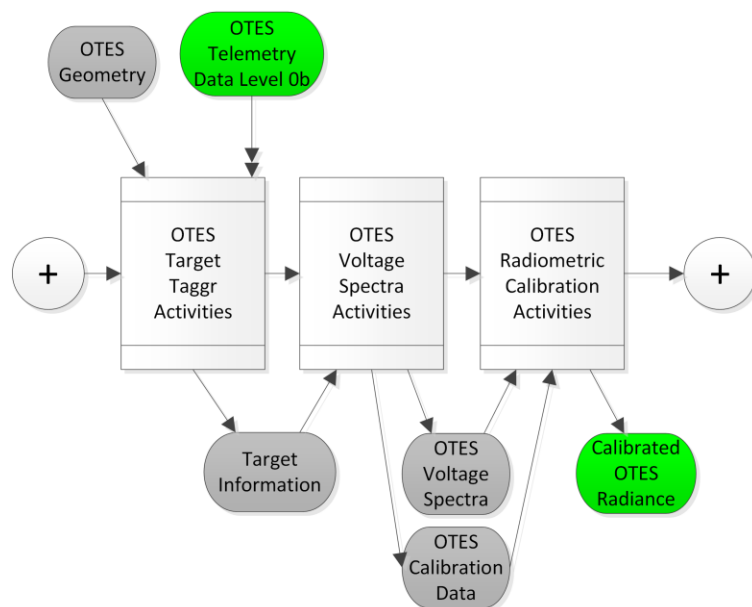 OTES
Geometry
OTES
Telemetry
Data Level 0b
+
OTES
Target
Taggr
Activities
OTES
Voltage
Spectra
Activities
OTES
Radiometric
Calibration
Activities
+
Target
Information
OTES
Voltage
Spectra
Calibrated
OTES
Radiance
OTES
Calibration
Data